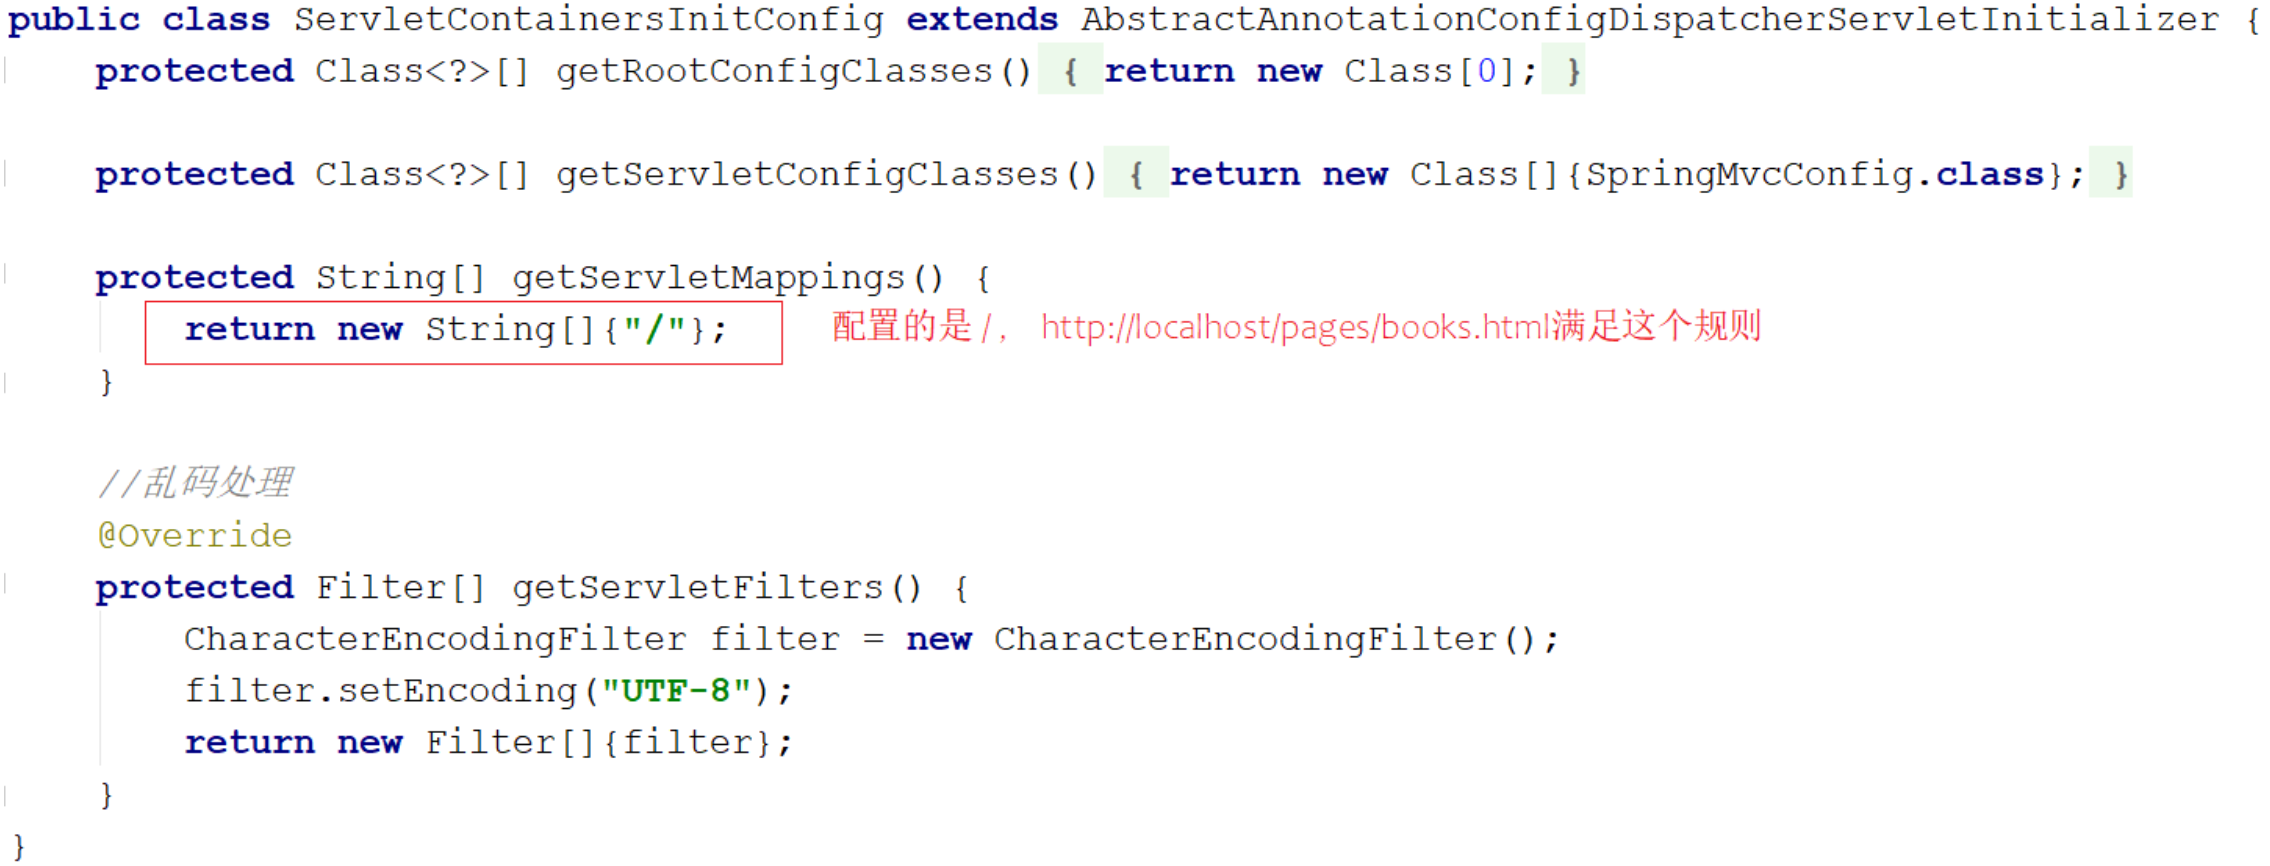 public class ServletContainersInitConfig extends AbstractAnnotationConfigDispatcherServletInitializer {
    protected Class<?>[] getRootConfigClasses() { return new Class[0]; }
    protected Class<?>[] getServletConfigClasses() { return new Class[]{SpringMvcConfig.class}; }
    protected String[] getServletMappings() {
        return new String[]{"/"}; 配置的是 / , http://localhost/pages/books.html满足这个规则
    }
    //乱码处理
    @Override
    protected Filter[] getServletFilters() {
        CharacterEncodingFilter filter = new CharacterEncodingFilter();
        filter.setEncoding("UTF-8");
        return new Filter[]{filter};
    }
}